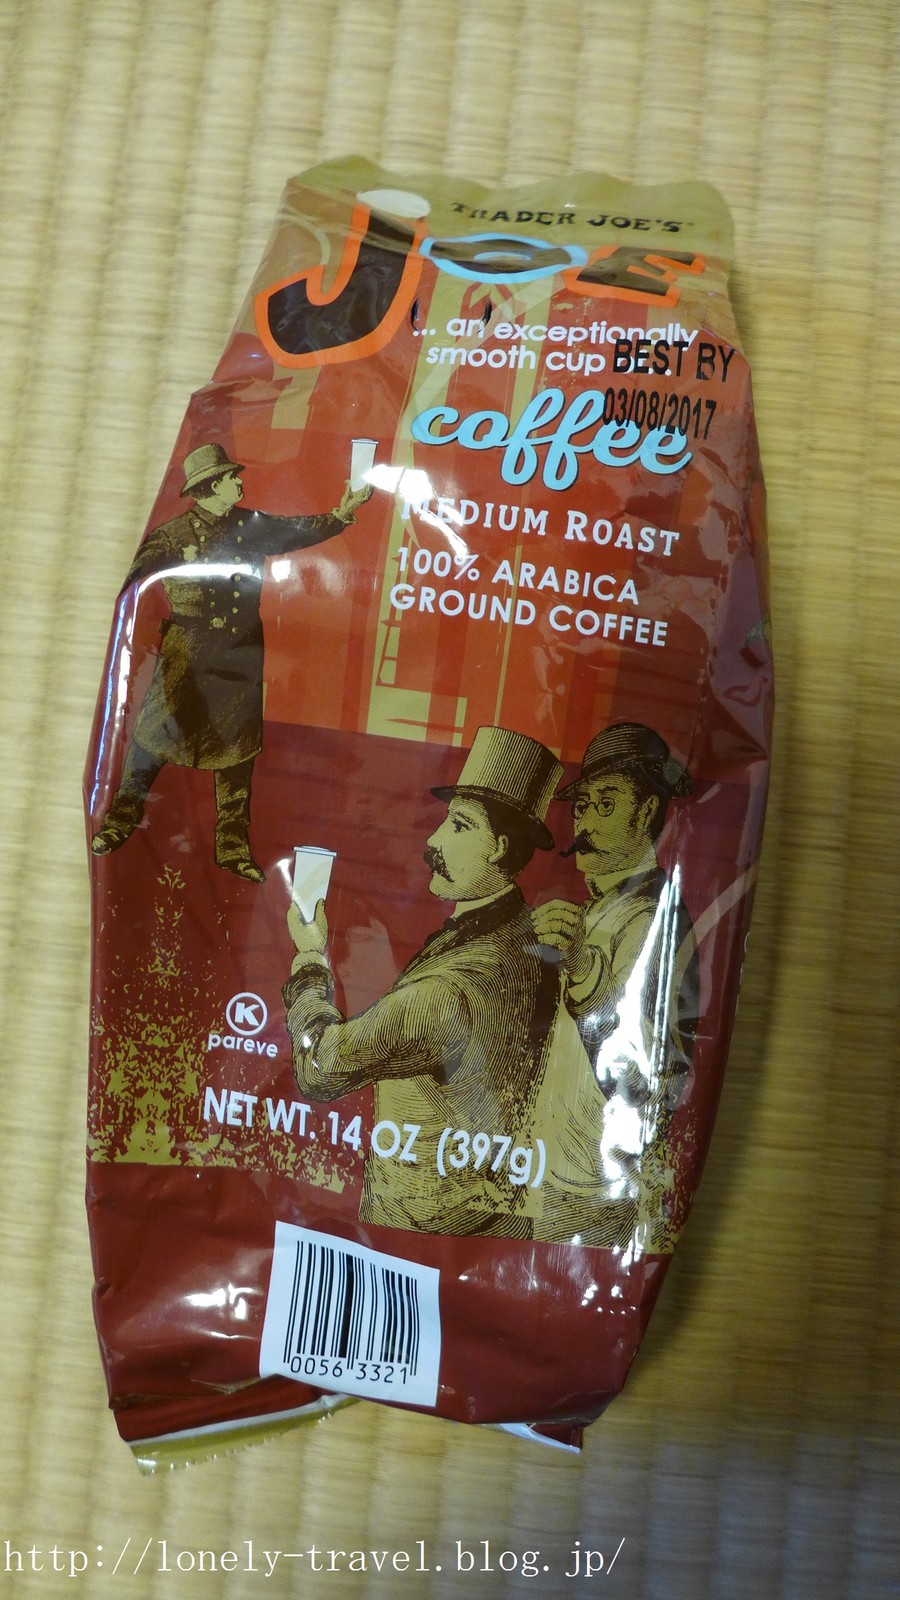 TRADER JOE'S
JOE
... an exceptionally
smooth cup
BEST BY
03/08/2017
coffee
MEDIUM ROAST
100% ARABICA
GROUND COFFEE
K
pareve
NET WT. 14 OZ (397g)
0056 3321
http://lonely-travel.blog.jp/